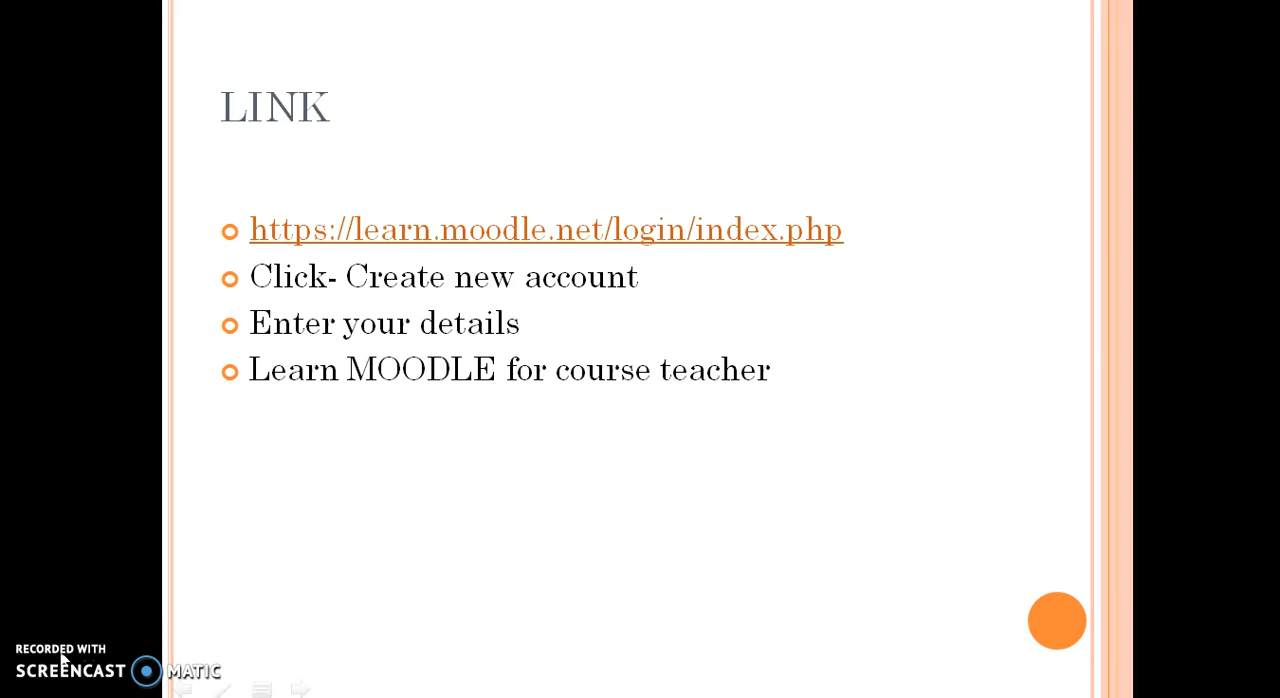 LINK
https://learn.moodle.net/login/index.php
Click- Create new account
Enter your details
Learn MOODLE for course teacher
RECORDED WITH
SCREENCAST MATIC